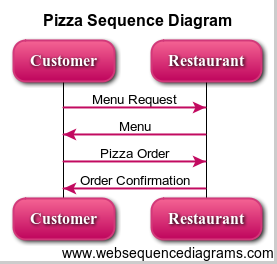 Pizza Sequence Diagram
Customer Restaurant
Menu Request
Menu
Pizza Order
Order Confirmation
Customer Restaurant
www.websequencediagrams.com